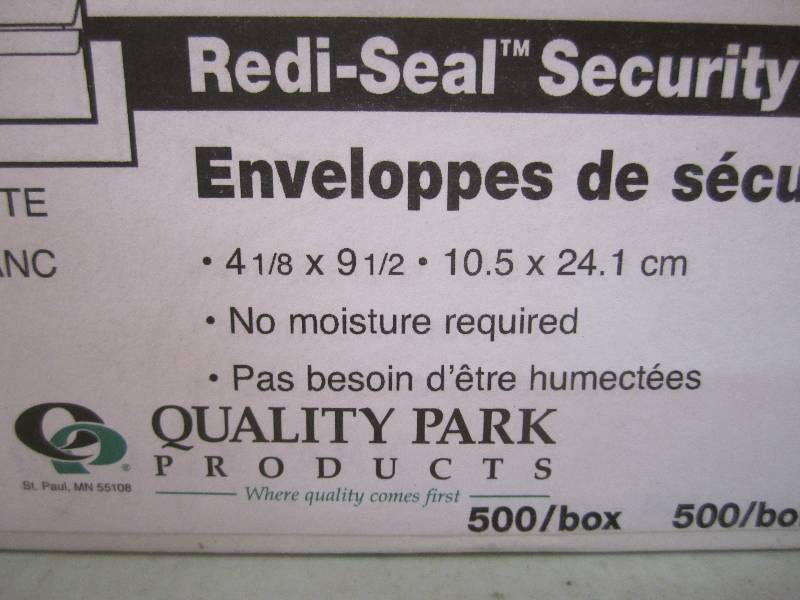 Redi-Seal™ Security
Enveloppes de sécu
TE
ANC
• 4 1/8 x 9 1/2 • 10.5 x 24.1 cm
• No moisture required
• Pas besoin d'être humectées
QUALITY PARK
PRODUCTS
Where quality comes first
St. Paul, MN 55108
500/box 500/bo